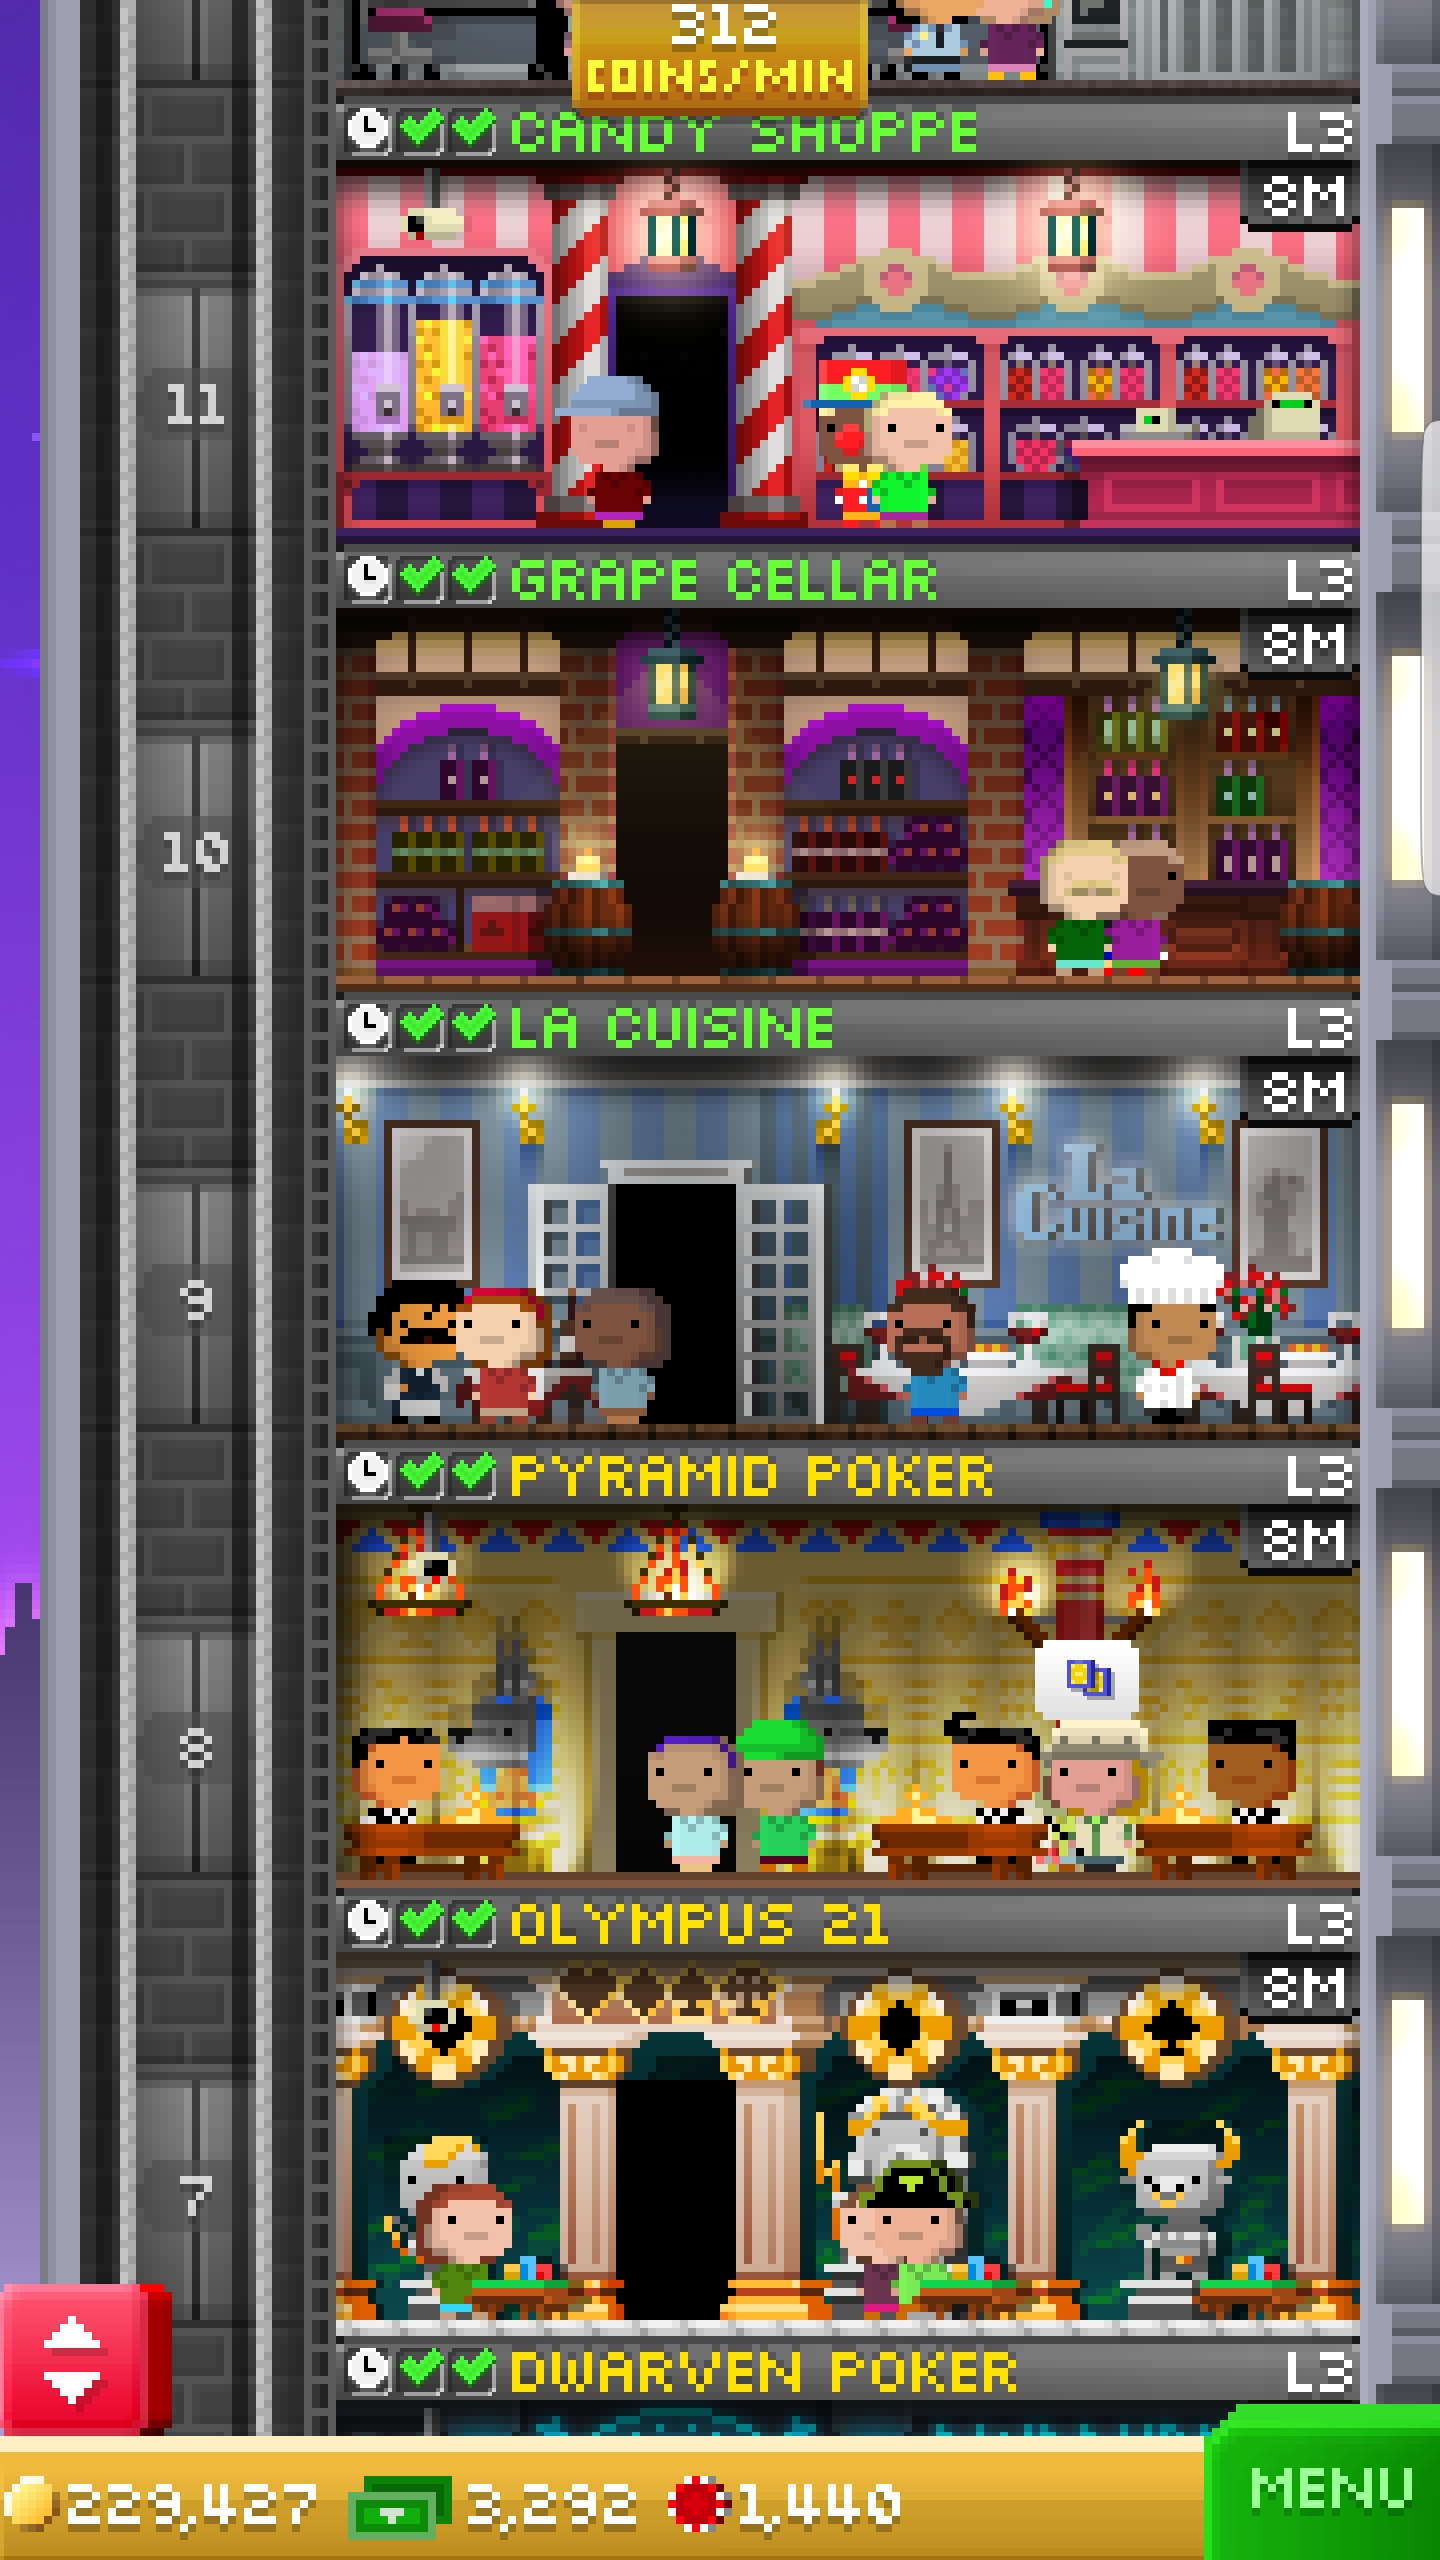 312
COINS/MIN
CANDY SHOPPE L3
8M
11
GRAPE CELLAR L3
8M
10
LA CUISINE L3
8M
La
Cuisine
9
PYRAMID POKER L3
8M
8
OLYMPUS 21 L3
8M
7
DWARVEN POKER L3
229,427 3,292 1,440
MENU